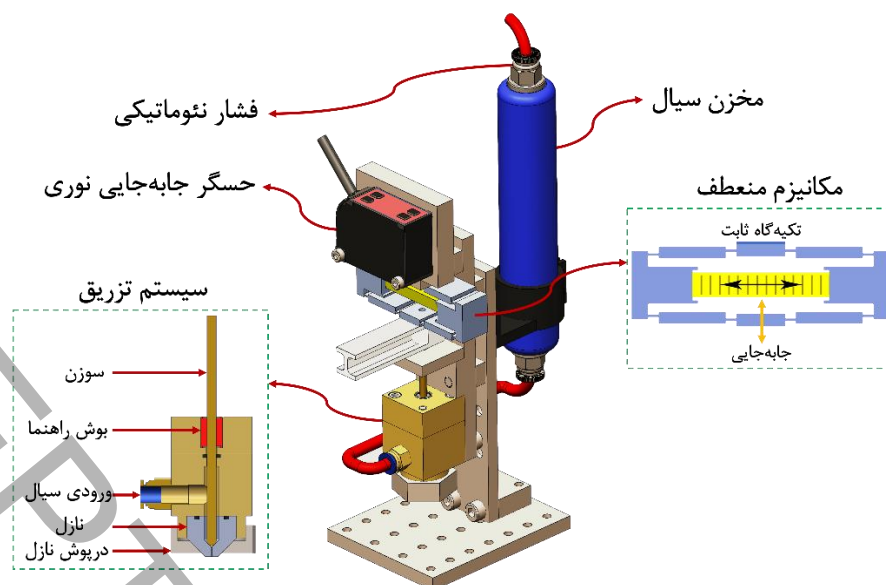 فشار نئوماتیکی
مخزن سیال
حسگر جابه‌جایی نوری
مکانیزم منعطف
تکیه‌گاه ثابت
جابه‌جایی
سیستم تزریق
سوزن
بوش راهنما
ورودی سیال
نازل
درپوش نازل